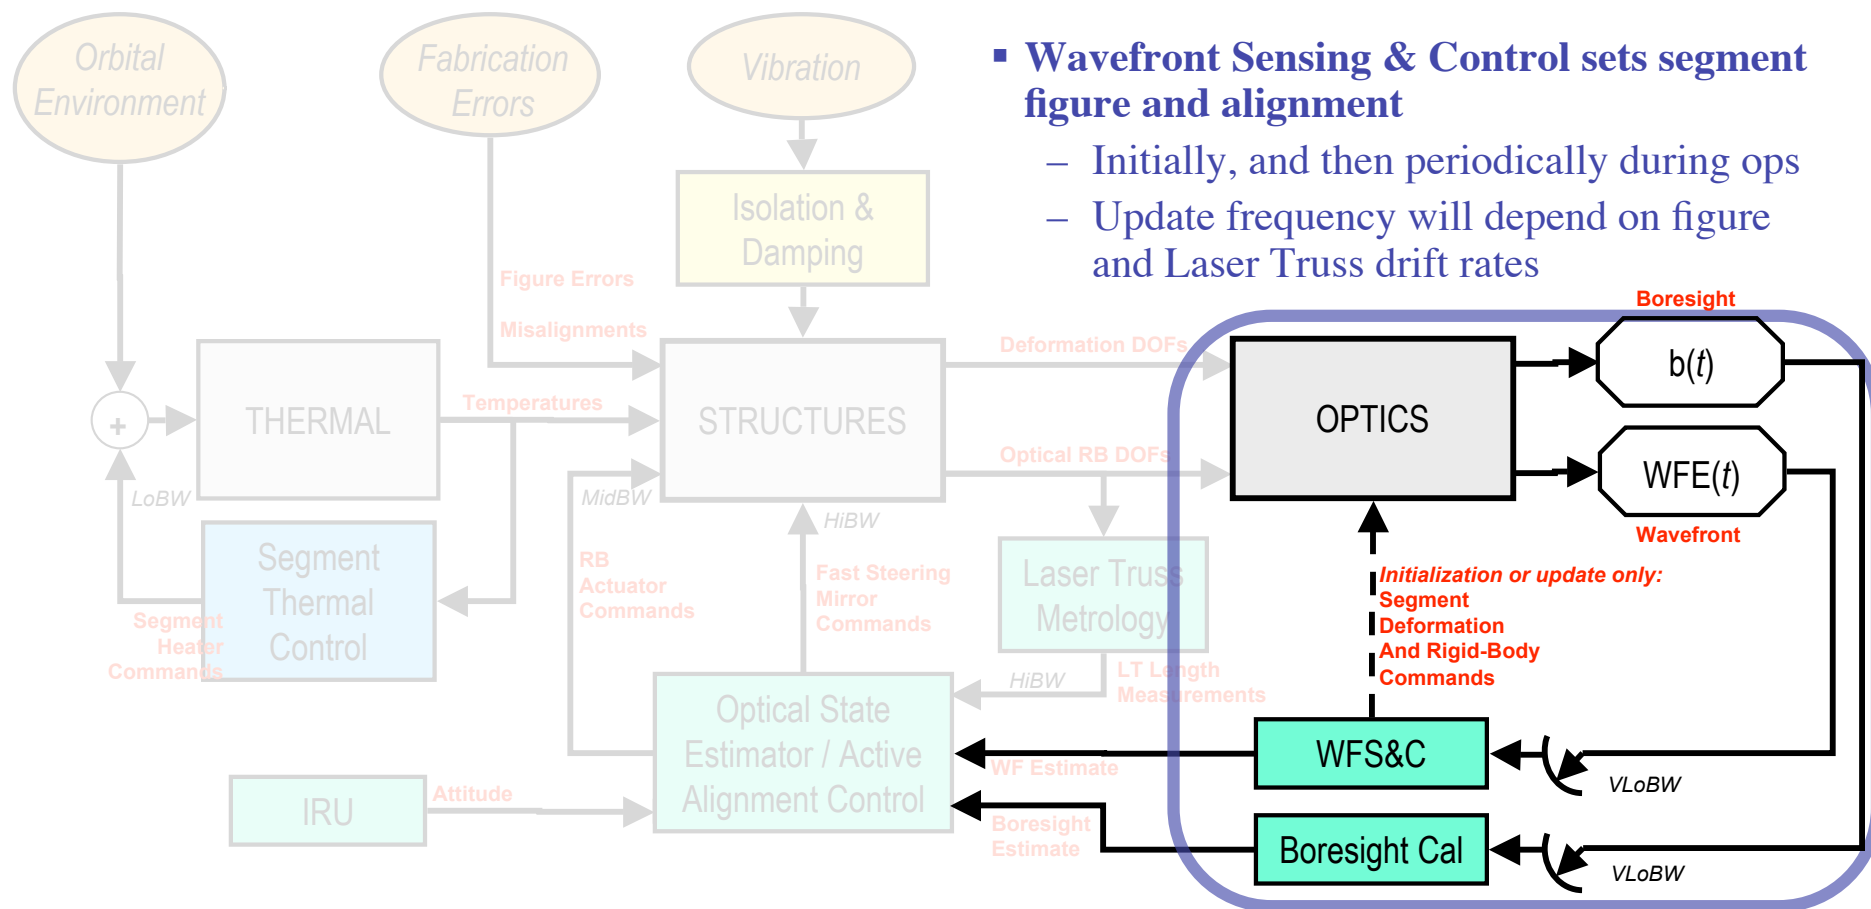 Orbital
Environment
Fabrication
Errors
Vibration
▪ Wavefront Sensing & Control sets segment
figure and alignment
– Initially, and then periodically during ops
– Update frequency will depend on figure
and Laser Truss drift rates
Isolation &
Damping
Figure Errors
Misalignments
Boresight
b(t)
Deformation DOFs
OPTICS
+
THERMAL
Temperatures
STRUCTURES
Optical RB DOFs
WFE(t)
Wavefront
LoBW
MidBW
HiBW
Segment
Thermal
Control
Segment
Heater
Commands
RB
Actuator
Commands
Fast Steering
Mirror
Commands
Laser Truss
Metrology
Initialization or update only:
Segment
Deformation
And Rigid-Body
Commands
HiBW
LT Length
Measurements
Optical State
Estimator / Active
Alignment Control
WF Estimate
WFS&C
VLoBW
IRU
Attitude
Boresight
Estimate
Boresight Cal
VLoBW